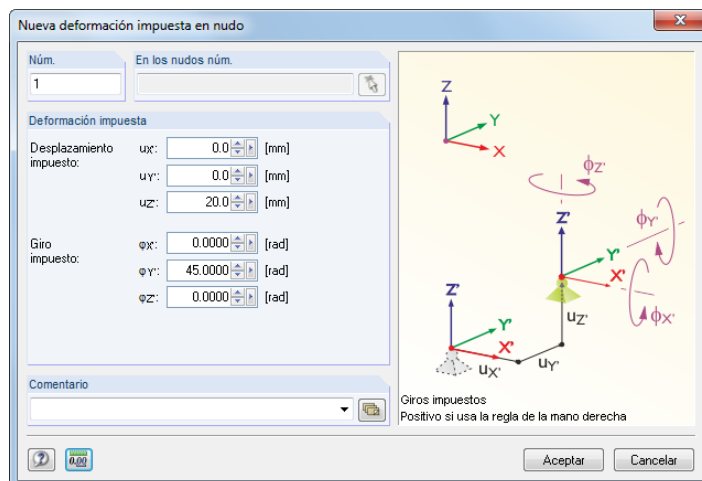 Nueva deformación impuesta en nudo
Núm.
1
En los nudos núm.
Deformación impuesta
Desplazamiento impuesto:
uX': 0.0 [mm]
uY': 0.0 [mm]
uZ': 20.0 [mm]
Giro impuesto:
φX': 0.0000 [rad]
φY': 45.0000 [rad]
φZ': 0.0000 [rad]
Comentario
Z
Y
X
ϕZ'
Z'
ϕY'
Y'
X'
Z'
uZ'
ϕX'
Y'
X'
uX'
uY'
Giros impuestos
Positivo si usa la regla de la mano derecha
0.00
Aceptar
Cancelar